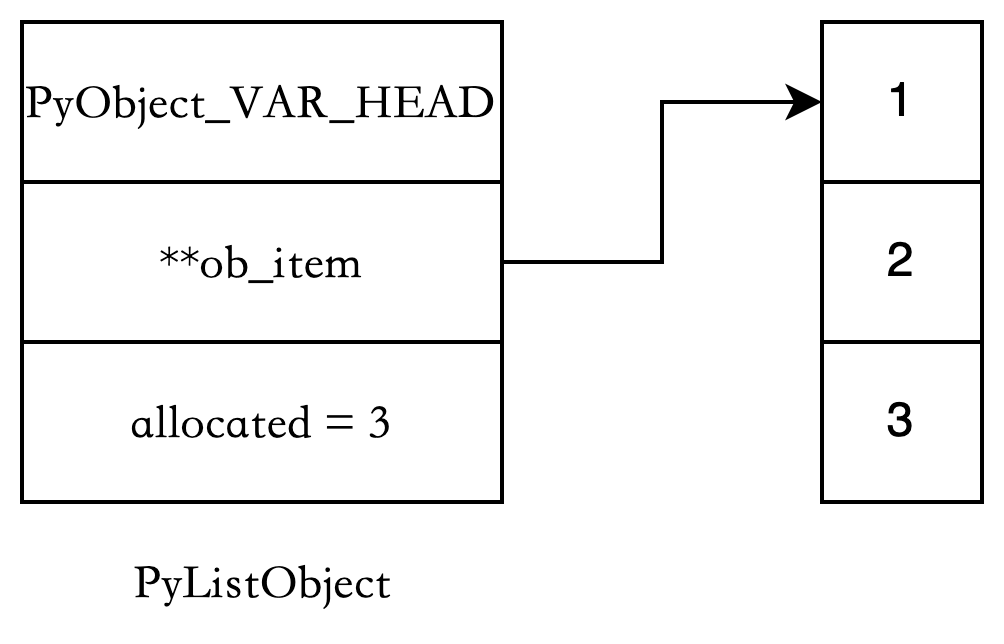 PyObject_VAR_HEAD
1
**ob_item
2
allocated = 3
3
PyListObject